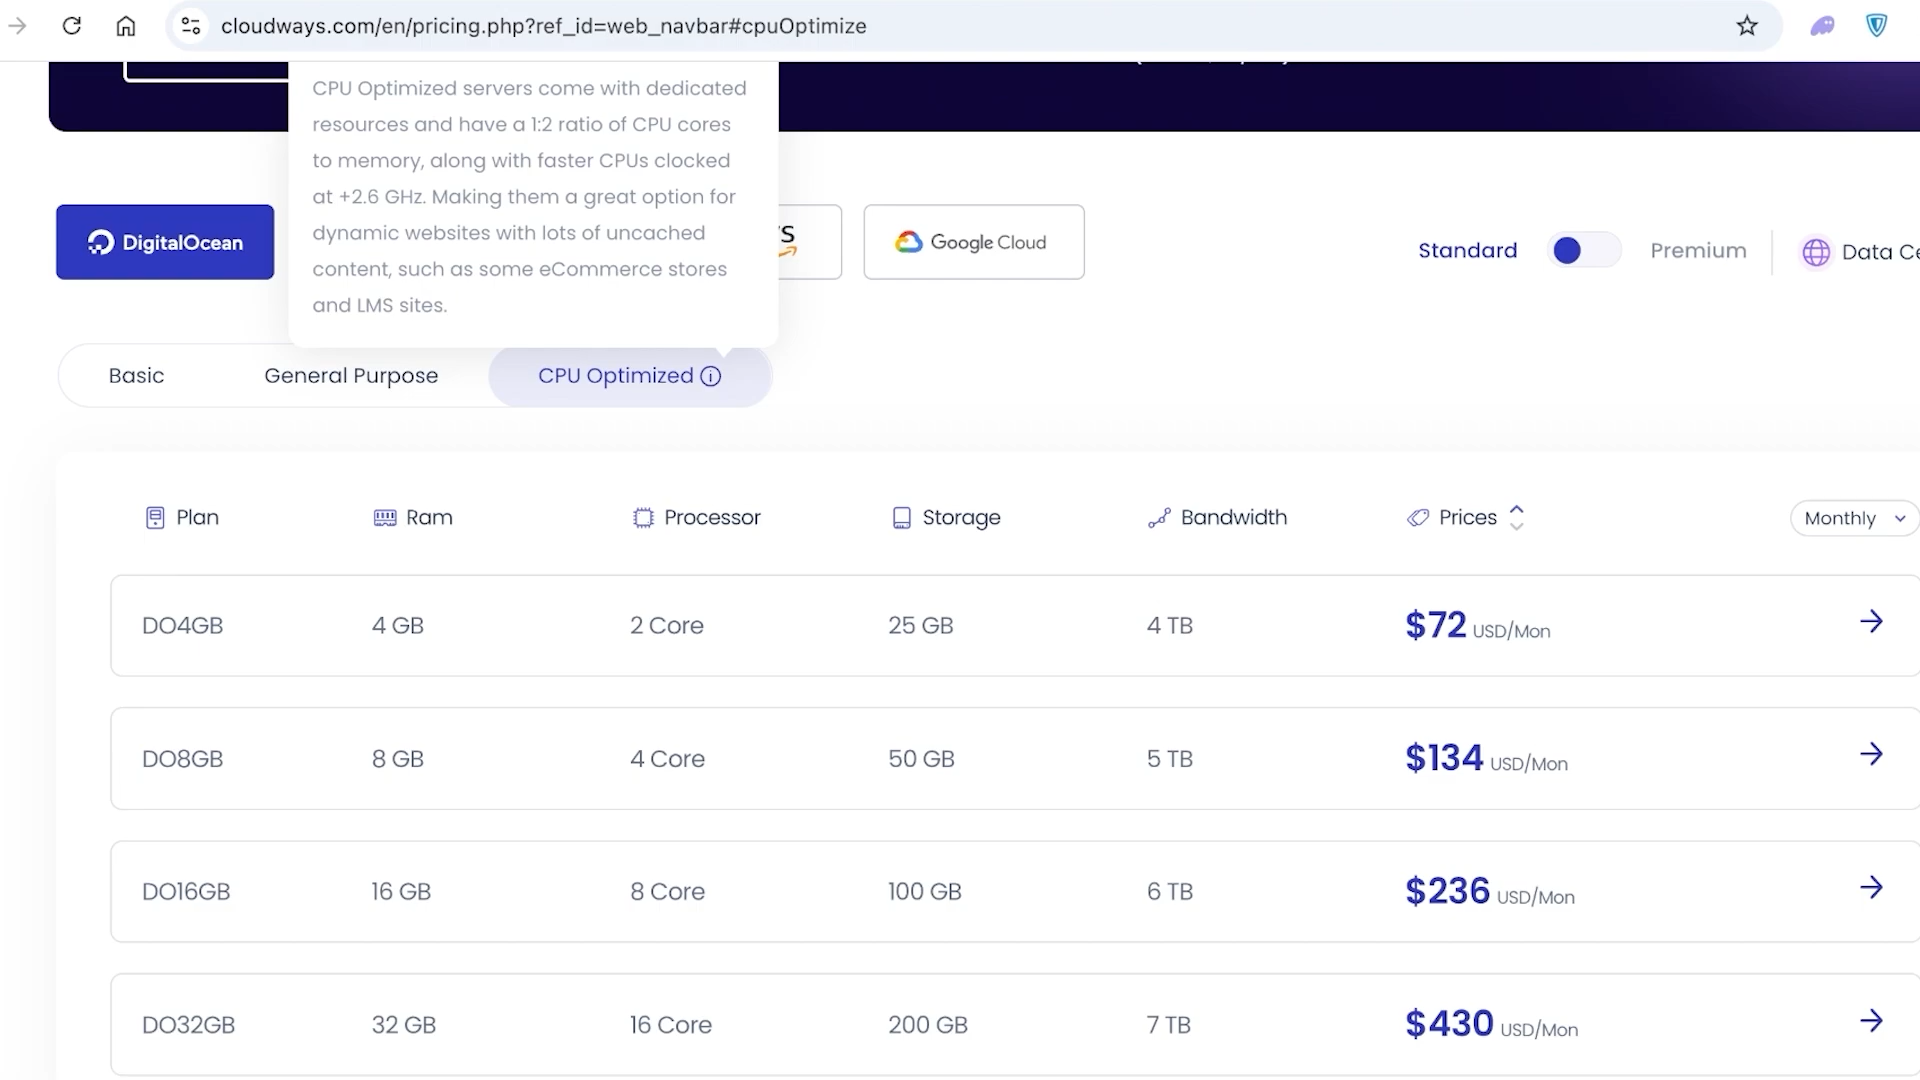 cloudways.com/en/pricing.php?ref_id=web_navbar#cpuOptimize
CPU Optimized servers come with dedicated
resources and have a 1:2 ratio of CPU cores
to memory, along with faster CPUs clocked
at +2.6 GHz. Making them a great option for
dynamic websites with lots of uncached
content, such as some eCommerce stores
and LMS sites.
DigitalOcean
Google Cloud
Standard Premium Data Ce
Basic General Purpose CPU Optimized
Plan Ram Processor Storage Bandwidth Prices Monthly
DO4GB 4 GB 2 Core 25 GB 4 TB $72 USD/Mon
DO8GB 8 GB 4 Core 50 GB 5 TB $134 USD/Mon
DO16GB 16 GB 8 Core 100 GB 6 TB $236 USD/Mon
DO32GB 32 GB 16 Core 200 GB 7 TB $430 USD/Mon